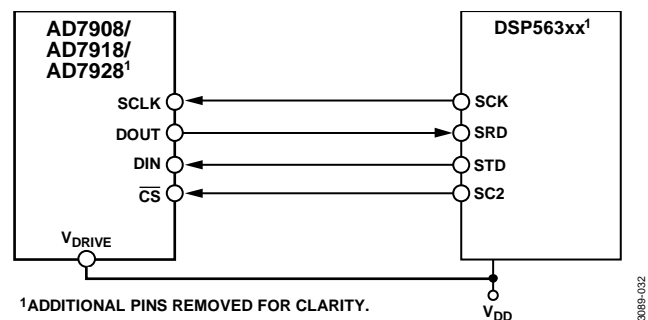 AD7908/
AD7918/
AD7928¹
DSP563xx¹
SCLK
SCK
DOUT
SRD
DIN
STD
CS
SC2
VDRIVE
VDD
¹ADDITIONAL PINS REMOVED FOR CLARITY.
3089-032